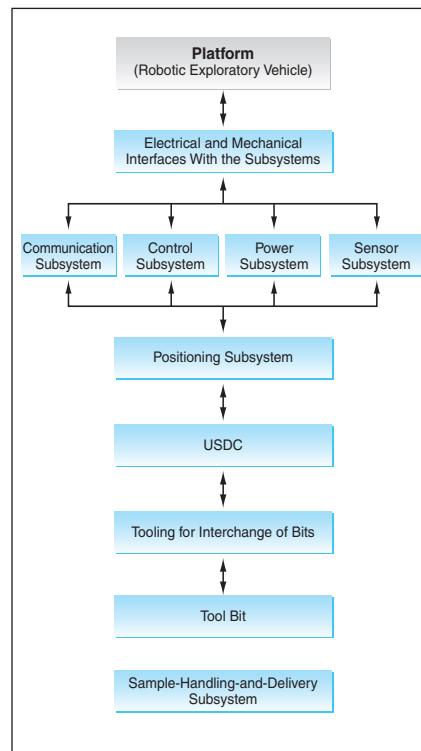 Platform
(Robotic Exploratory Vehicle)
Electrical and Mechanical
Interfaces With the Subsystems
Communication
Subsystem
Control
Subsystem
Power
Subsystem
Sensor
Subsystem
Positioning Subsystem
USDC
Tooling for Interchange of Bits
Tool Bit
Sample-Handling-and-Delivery
Subsystem